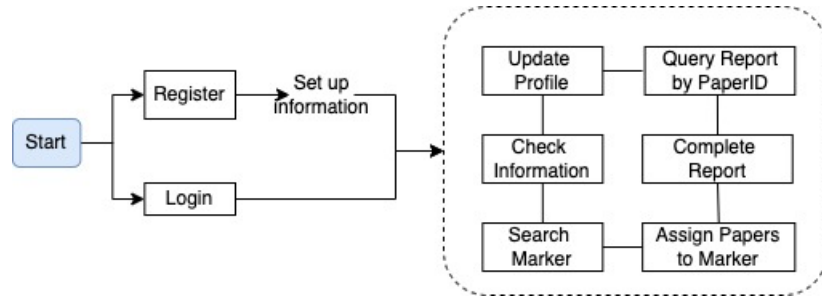 Start
Register
Set up
information
Login
Update
Profile
Query Report
by PaperID
Check
Information
Complete
Report
Search
Marker
Assign Papers
to Marker